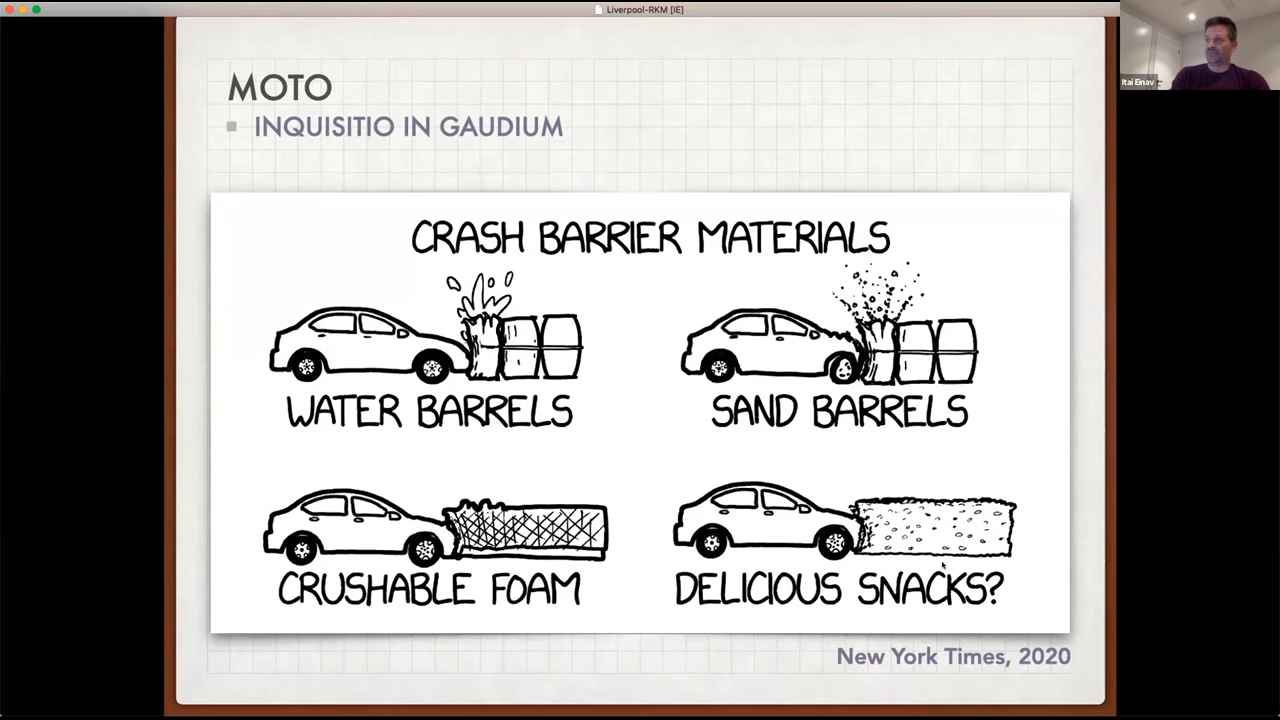 Liverpool-RKM [IE]
Itai Einav
MOTO
INQUISITIO IN GAUDIUM
CRASH BARRIER MATERIALS
WATER BARRELS
SAND BARRELS
CRUSHABLE FOAM
DELICIOUS SNACKS?
New York Times, 2020